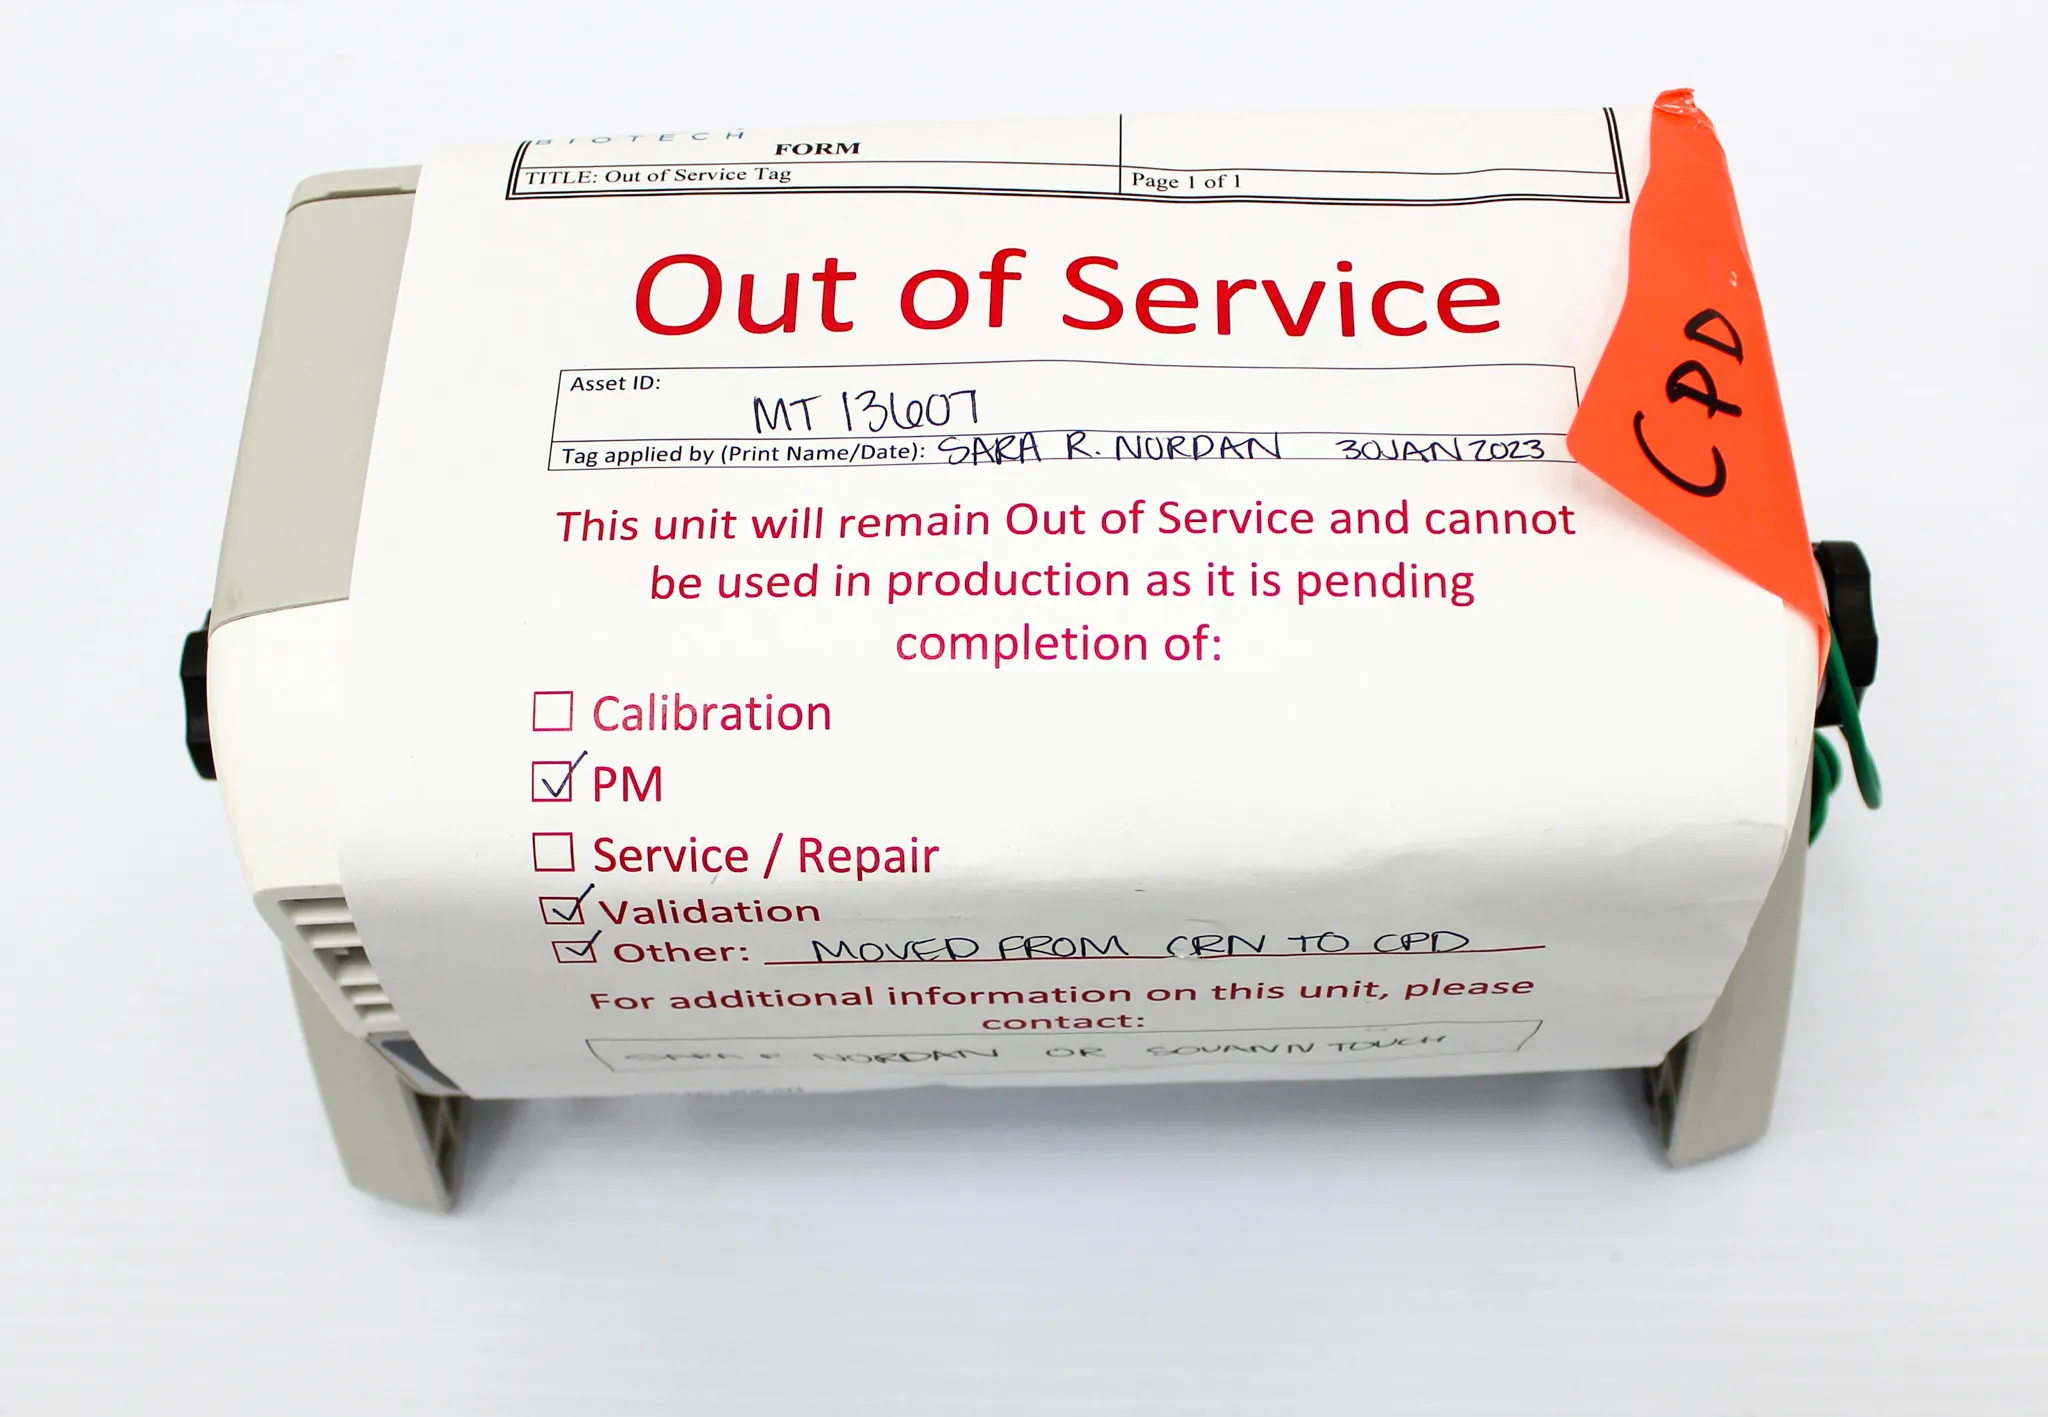 BIOTECH
FORM
TITLE: Out of Service Tag
Page 1 of 1
Out of Service
Asset ID:
MT 13607
Tag applied by (Print Name/Date): SARA R. NORDAN 30JAN2023
This unit will remain Out of Service and cannot
be used in production as it is pending
completion of:
Calibration
PM
Service / Repair
Validation
Other: MOVED FROM CRN TO CPD
For additional information on this unit, please
contact:
SARA R. NORDAN OR SOVANN TOUCH
CPD